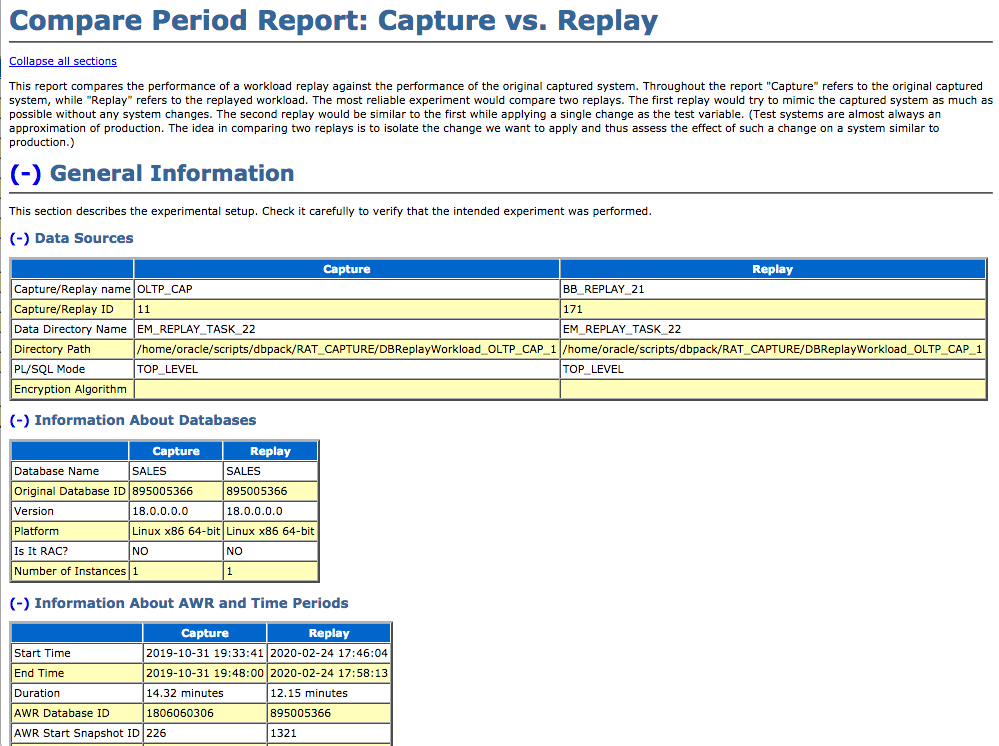 Compare Period Report: Capture vs. Replay
Collapse all sections
This report compares the performance of a workload replay against the performance of the original captured system. Throughout the report "Capture" refers to the original captured
system, while "Replay" refers to the replayed workload. The most reliable experiment would compare two replays. The first replay would try to mimic the captured system as much as
possible without any system changes. The second replay would be similar to the first while applying a single change as the test variable. (Test systems are almost always an
approximation of production. The idea in comparing two replays is to isolate the change we want to apply and thus assess the effect of such a change on a system similar to
production.)
(-) General Information
This section describes the experimental setup. Check it carefully to verify that the intended experiment was performed.
(-) Data Sources
Capture Replay
Capture/Replay name OLTP_CAP BB_REPLAY_21
Capture/Replay ID 11 171
Data Directory Name EM_REPLAY_TASK_22 EM_REPLAY_TASK_22
Directory Path /home/oracle/scripts/dbpack/RAT_CAPTURE/DBReplayWorkload_OLTP_CAP_1 /home/oracle/scripts/dbpack/RAT_CAPTURE/DBReplayWorkload_OLTP_CAP_1
PL/SQL Mode TOP_LEVEL TOP_LEVEL
Encryption Algorithm
(-) Information About Databases
Capture Replay
Database Name SALES SALES
Original Database ID 895005366 895005366
Version 18.0.0.0.0 18.0.0.0.0
Platform Linux x86 64-bit Linux x86 64-bit
Is It RAC? NO NO
Number of Instances 1 1
(-) Information About AWR and Time Periods
Capture Replay
Start Time 2019-10-31 19:33:41 2020-02-24 17:46:04
End Time 2019-10-31 19:48:00 2020-02-24 17:58:13
Duration 14.32 minutes 12.15 minutes
AWR Database ID 1806060306 895005366
AWR Start Snapshot ID 226 1321